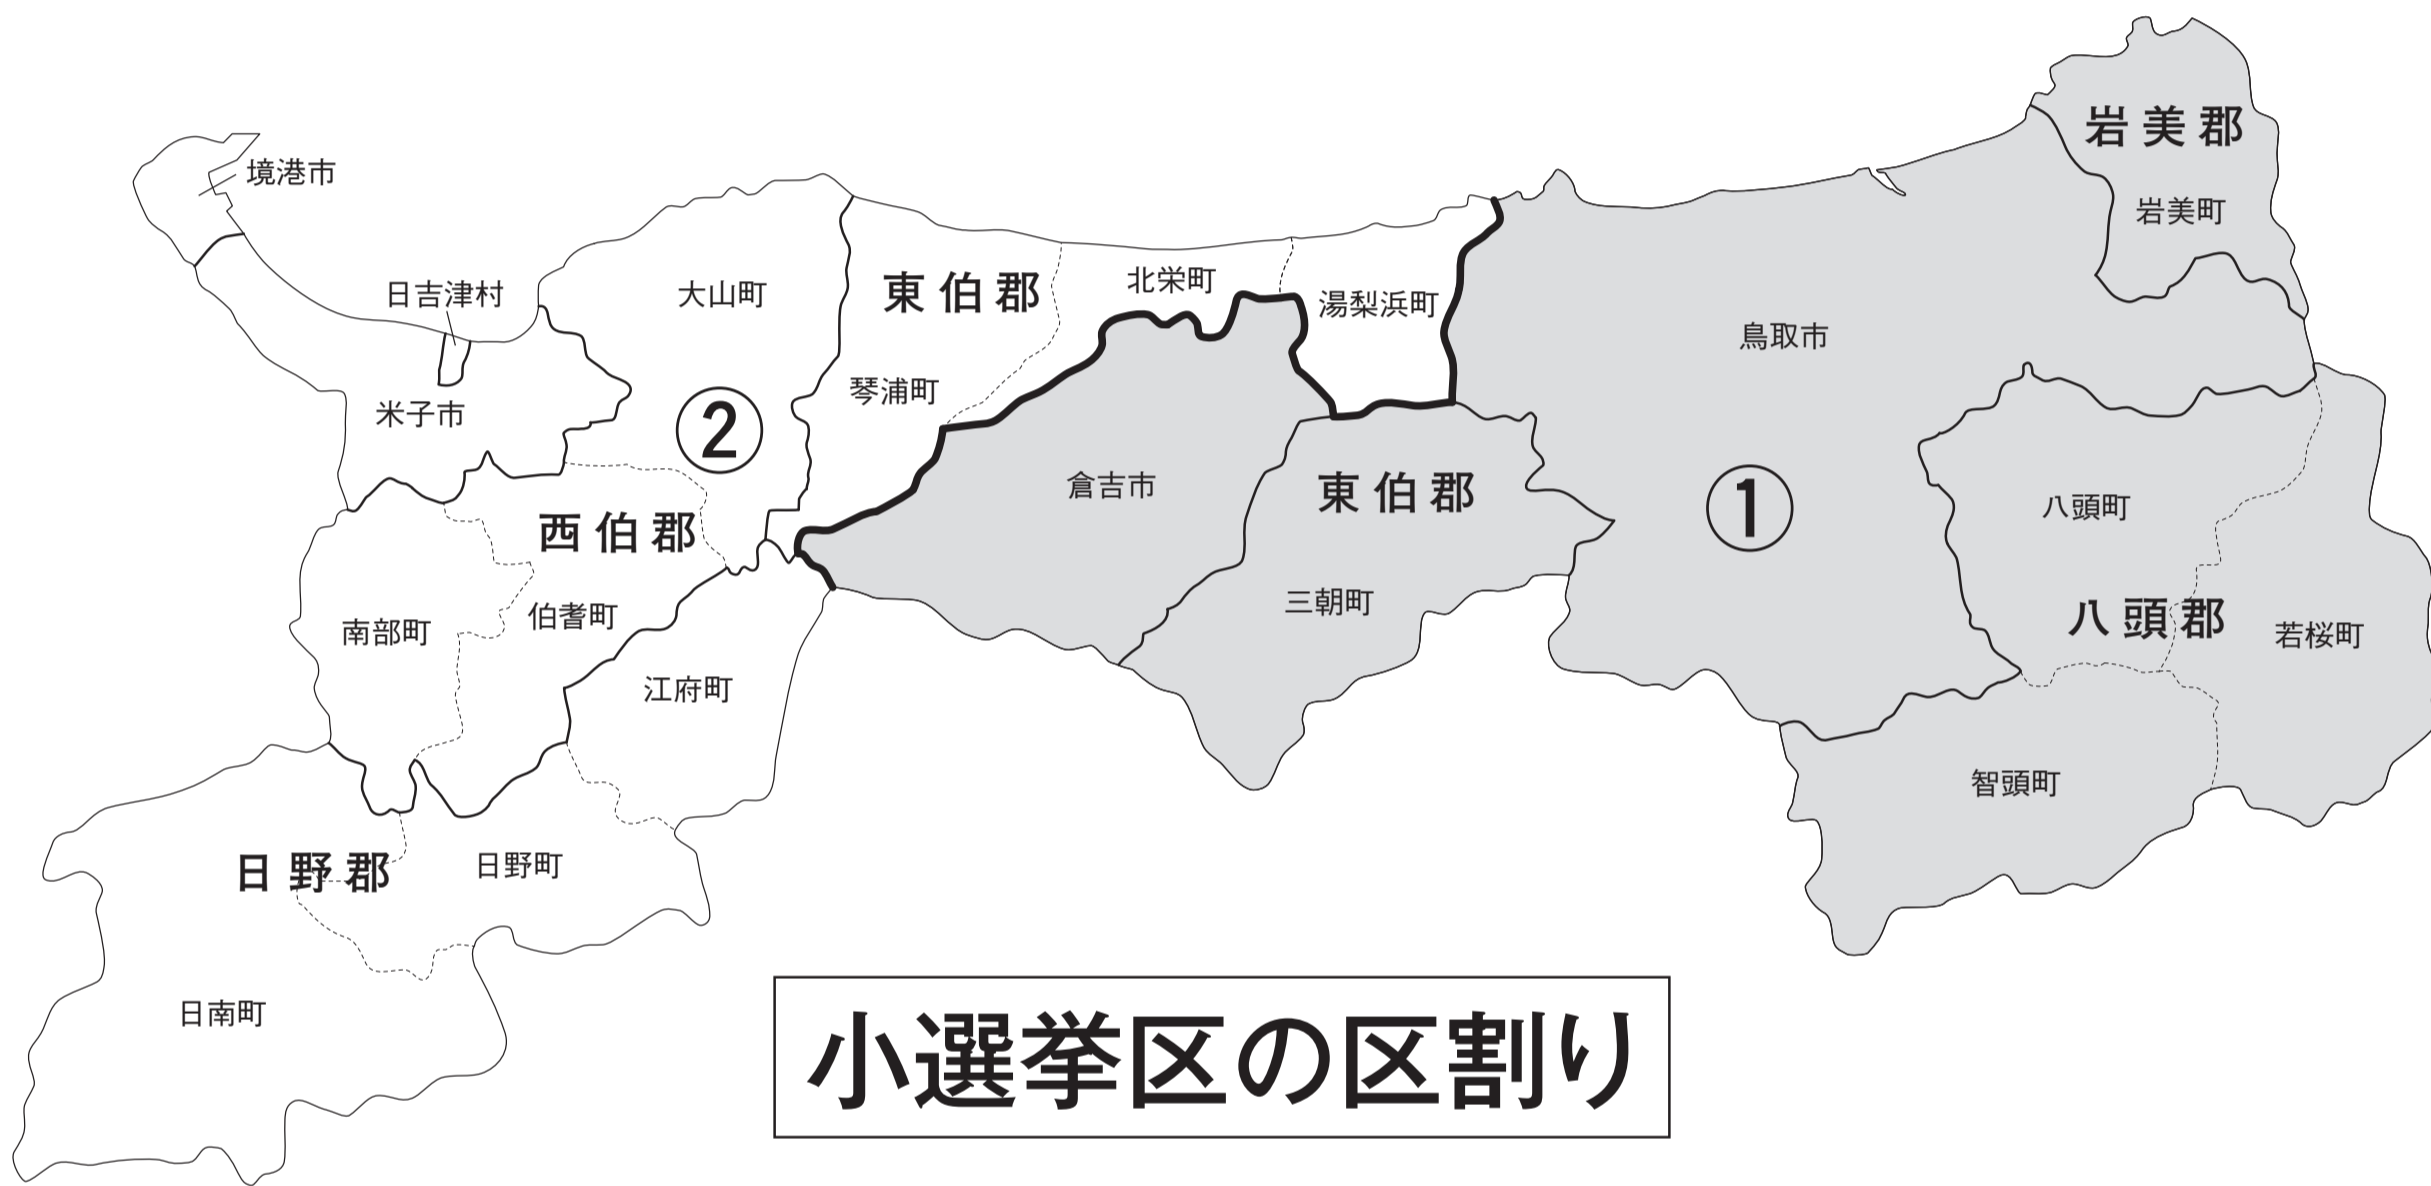 岩美郡
岩美町
境港市
日吉津村
大山町
東伯郡
北栄町
湯梨浜町
鳥取市
琴浦町
米子市
②
倉吉市
東伯郡
①
八頭町
西伯郡
伯耆町
南部町
三朝町
八頭郡
若桜町
江府町
智頭町
日野郡
日野町
日南町
小選挙区の区割り